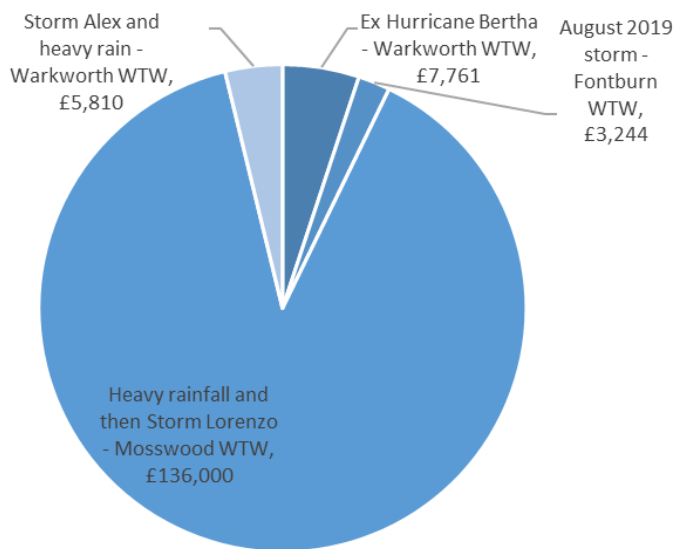 Storm Alex and
heavy rain -
Warkworth WTW,
£5,810
Ex Hurricane Bertha
- Warkworth WTW,
£7,761
August 2019
storm -
Fontburn
WTW,
£3,244
Heavy rainfall and
then Storm Lorenzo
- Mosswood WTW,
£136,000